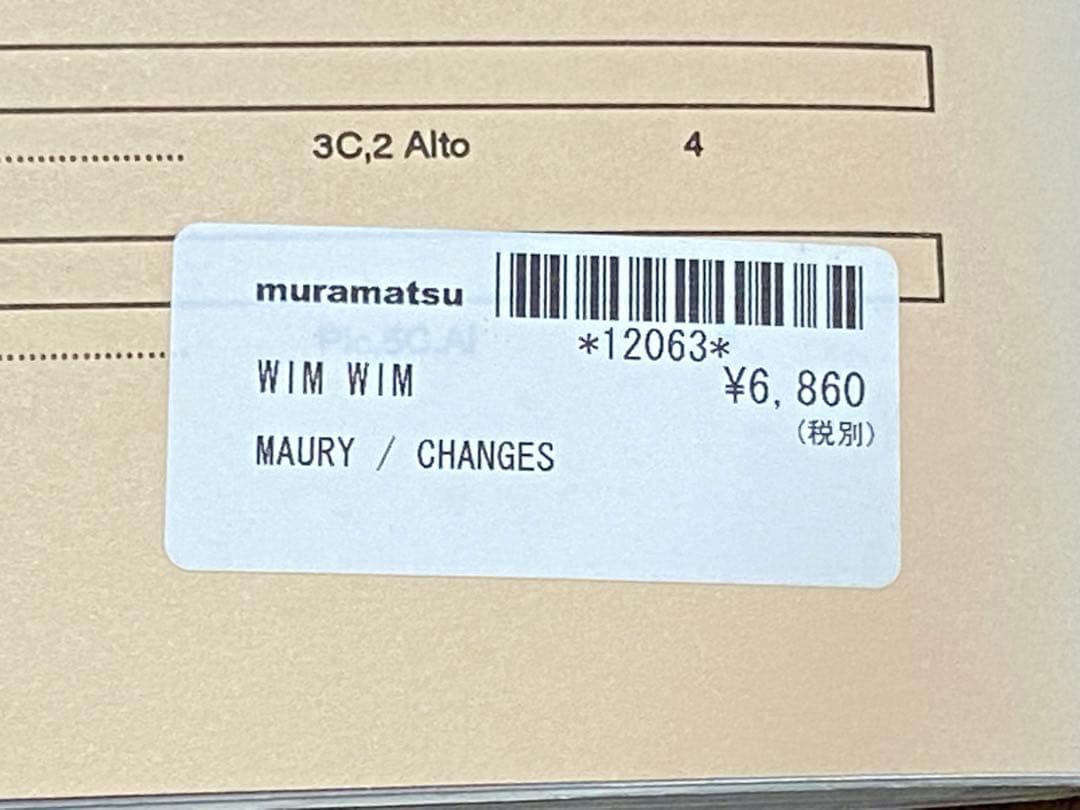 3C,2 Alto 4
muramatsu
*12063*
WIM WIM
¥6,860
(税別)
MAURY / CHANGES